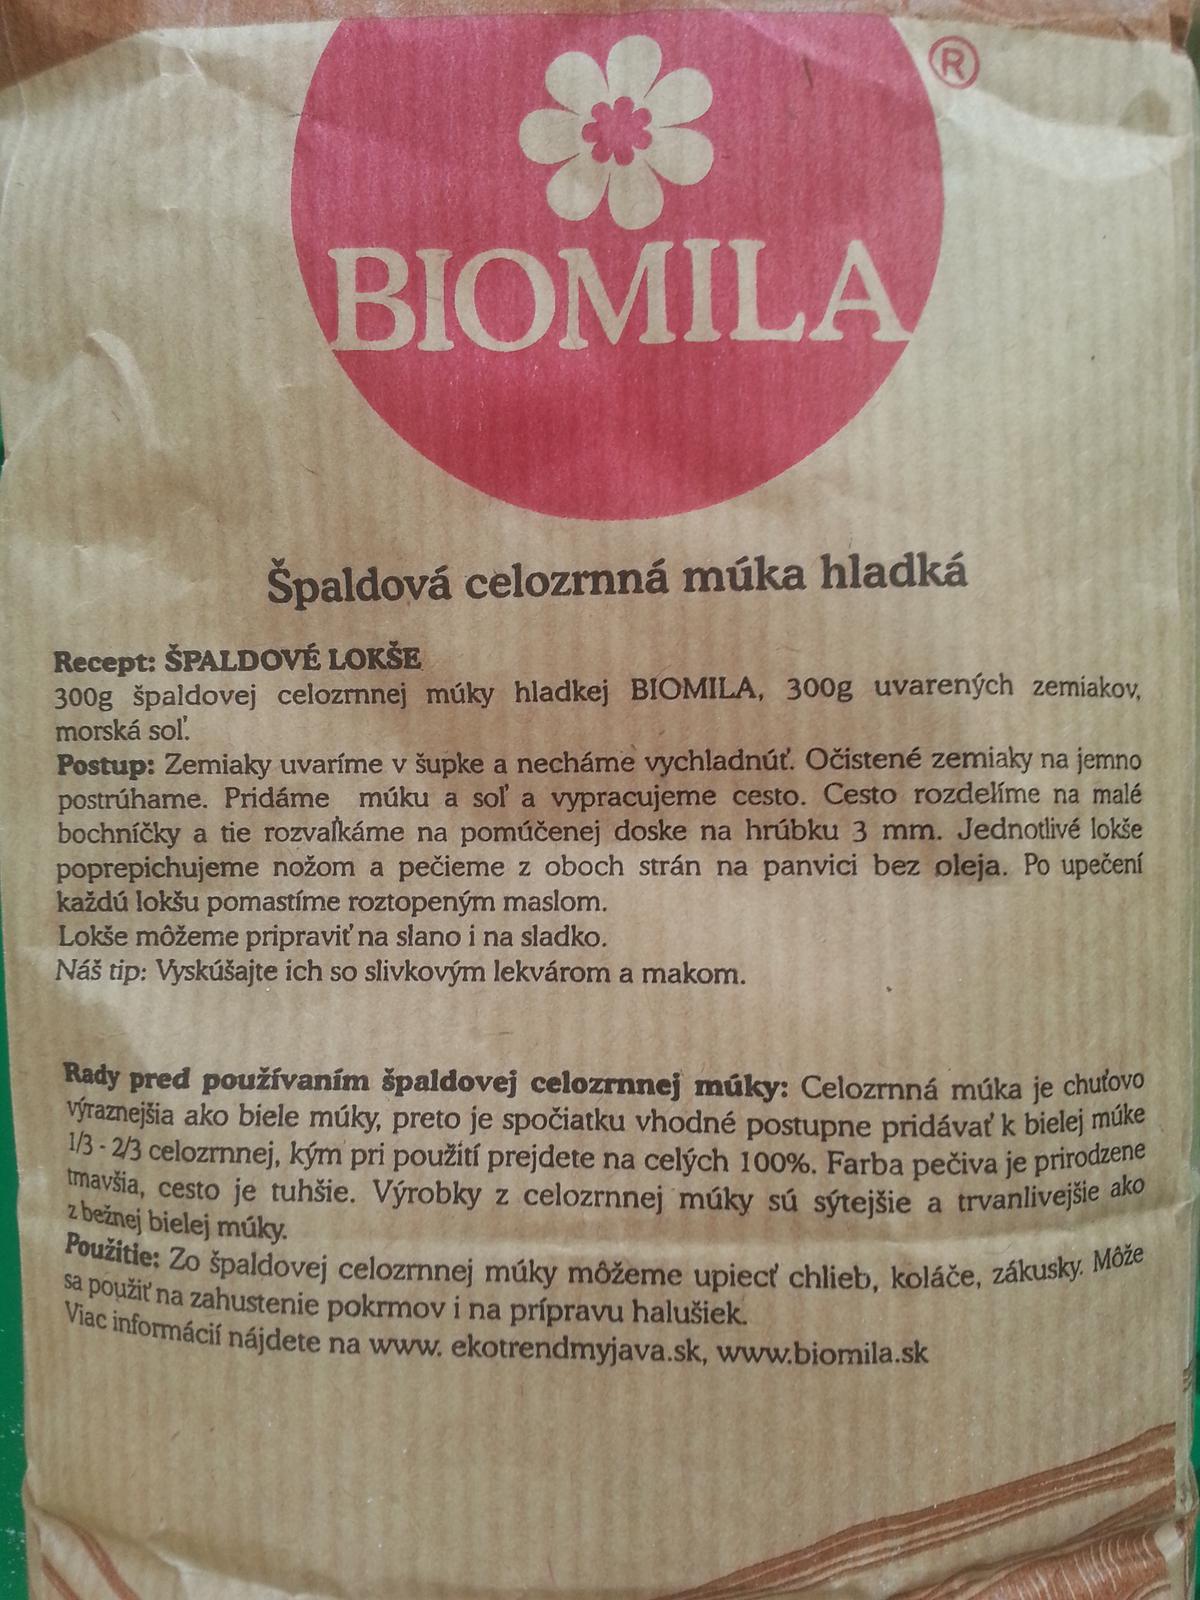 ®
BIOMILA
Špaldová celozrnná múka hladká
Recept: ŠPALDOVÉ LOKŠE
300g špaldovej celozrnnej múky hladkej BIOMILA, 300g uvarených zemiakov,
morská soľ.
Postup: Zemiaky uvaríme v šupke a necháme vychladnúť. Očistené zemiaky na jemno
postrúhame. Pridáme múku a soľ a vypracujeme cesto. Cesto rozdelíme na malé
bochníčky a tie rozvaľkáme na pomúčenej doske na hrúbku 3 mm. Jednotlivé lokše
poprepichujeme nožom a pečieme z oboch strán na panvici bez oleja. Po upečení
každú lokšu pomastíme roztopeným maslom.
Lokše môžeme pripraviť na slano i na sladko.
Náš tip: Vyskúšajte ich so slivkovým lekvárom a makom.
Rady pred používaním špaldovej celozrnnej múky: Celozrnná múka je chuťovo
výraznejšia ako biele múky, preto je spočiatku vhodné postupne pridávať k bielej múke
1/3 - 2/3 celozrnnej, kým pri použití prejdete na celých 100%. Farba pečiva je prirodzene
tmavšia, cesto je tuhšie. Výrobky z celozrnnej múky sú sýtejšie a trvanlivejšie ako
z bežnej bielej múky.
Použitie: Zo špaldovej celozrnnej múky môžeme upiecť chlieb, koláče, zákusky. Môže
sa použiť na zahustenie pokrmov i na prípravu halušiek.
Viac informácií nájdete na www. ekotrendmyjava.sk, www.biomila.sk